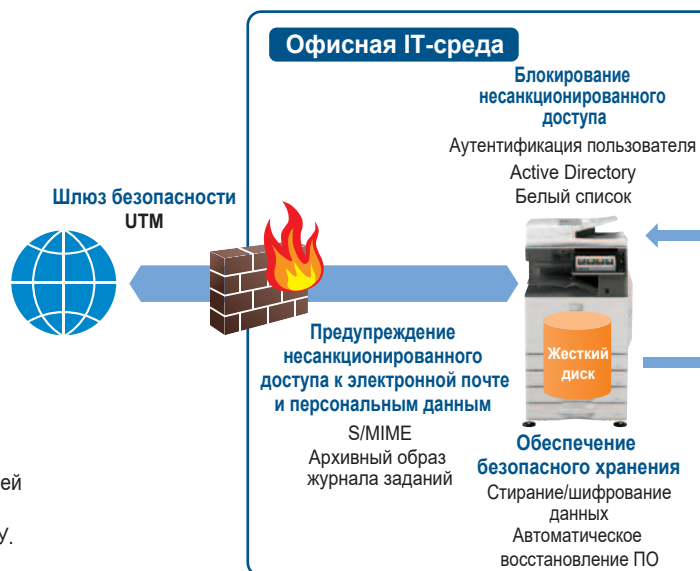 Офисная IT-среда
Блокирование
несанкционированного
доступа
Аутентификация пользователя
Active Directory
Белый список
Шлюз безопасности
UTM
Жесткий
диск
Предупреждение
несанкционированного
доступа к электронной почте
и персональным данным
S/MIME
Архивный образ
журнала заданий
Обеспечение
безопасного хранения
Стирание/шифрование
данных
Автоматическое
восстановление ПО
ей
У.